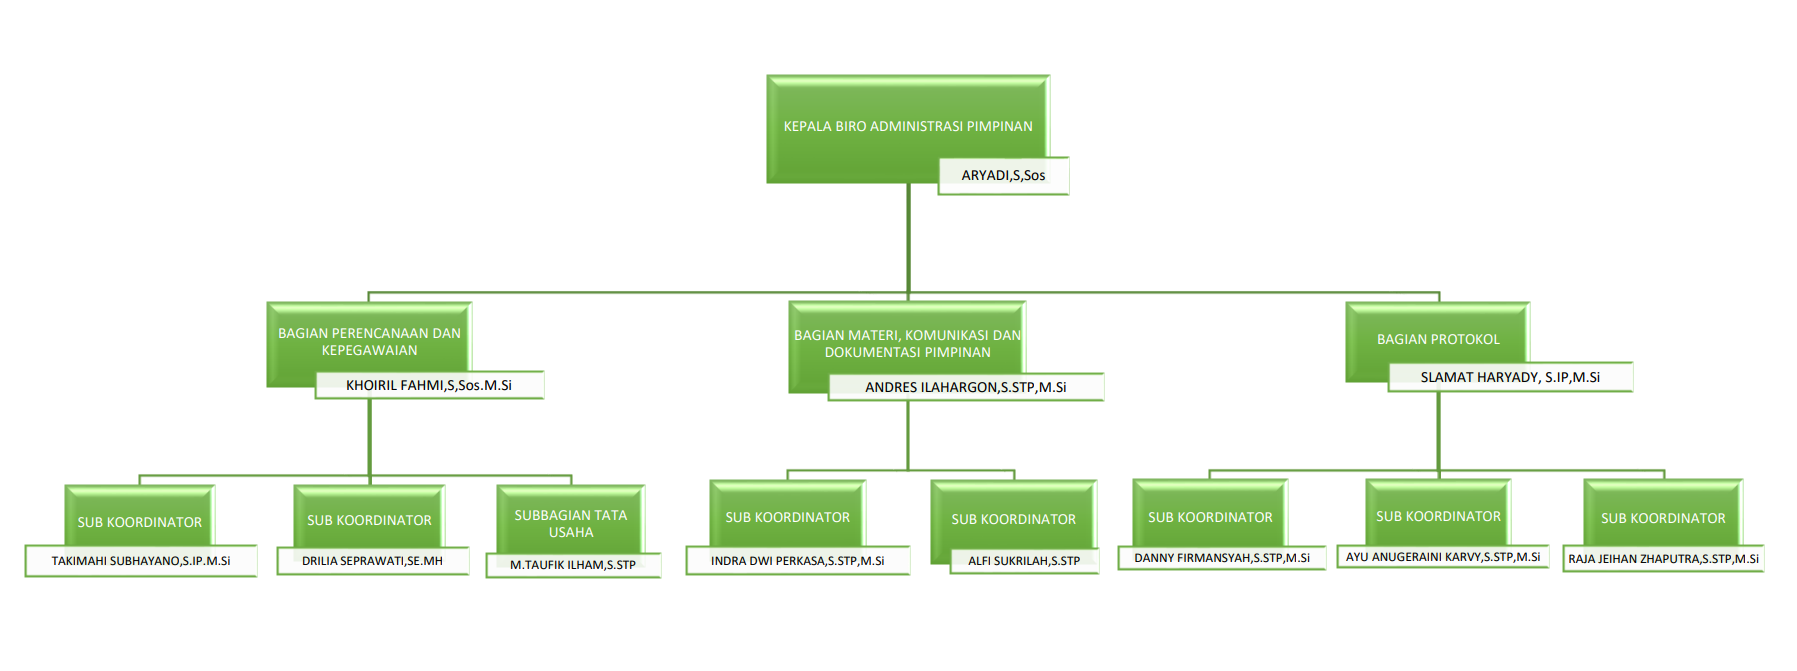 KEPALA BIRO ADMINISTRASI PIMPINAN
ARYADI,S,Sos
BAGIAN PERENCANAAN DAN
KEPEGAWAIAN
KHOIRIL FAHMI,S,Sos.M.Si
BAGIAN MATERI, KOMUNIKASI DAN
DOKUMENTASI PIMPINAN
ANDRES ILAHARGON,S.STP,M.Si
BAGIAN PROTOKOL
SLAMAT HARYADY, S.IP,M.Si
SUB KOORDINATOR
TAKIMAHI SUBHAYANO,S.IP.M.Si
SUB KOORDINATOR
DRILIA SEPRAWATI,SE.MH
SUBBAGIAN TATA
USAHA
M.TAUFIK ILHAM,S.STP
SUB KOORDINATOR
INDRA DWI PERKASA,S.STP,M.Si
SUB KOORDINATOR
ALFI SUKRILAH,S.STP
SUB KOORDINATOR
DANNY FIRMANSYAH,S.STP,M.Si
SUB KOORDINATOR
AYU ANUGERAINI KARVY,S.STP,M.Si
SUB KOORDINATOR
RAJA JEIHAN ZHAPUTRA,S.STP,M.Si